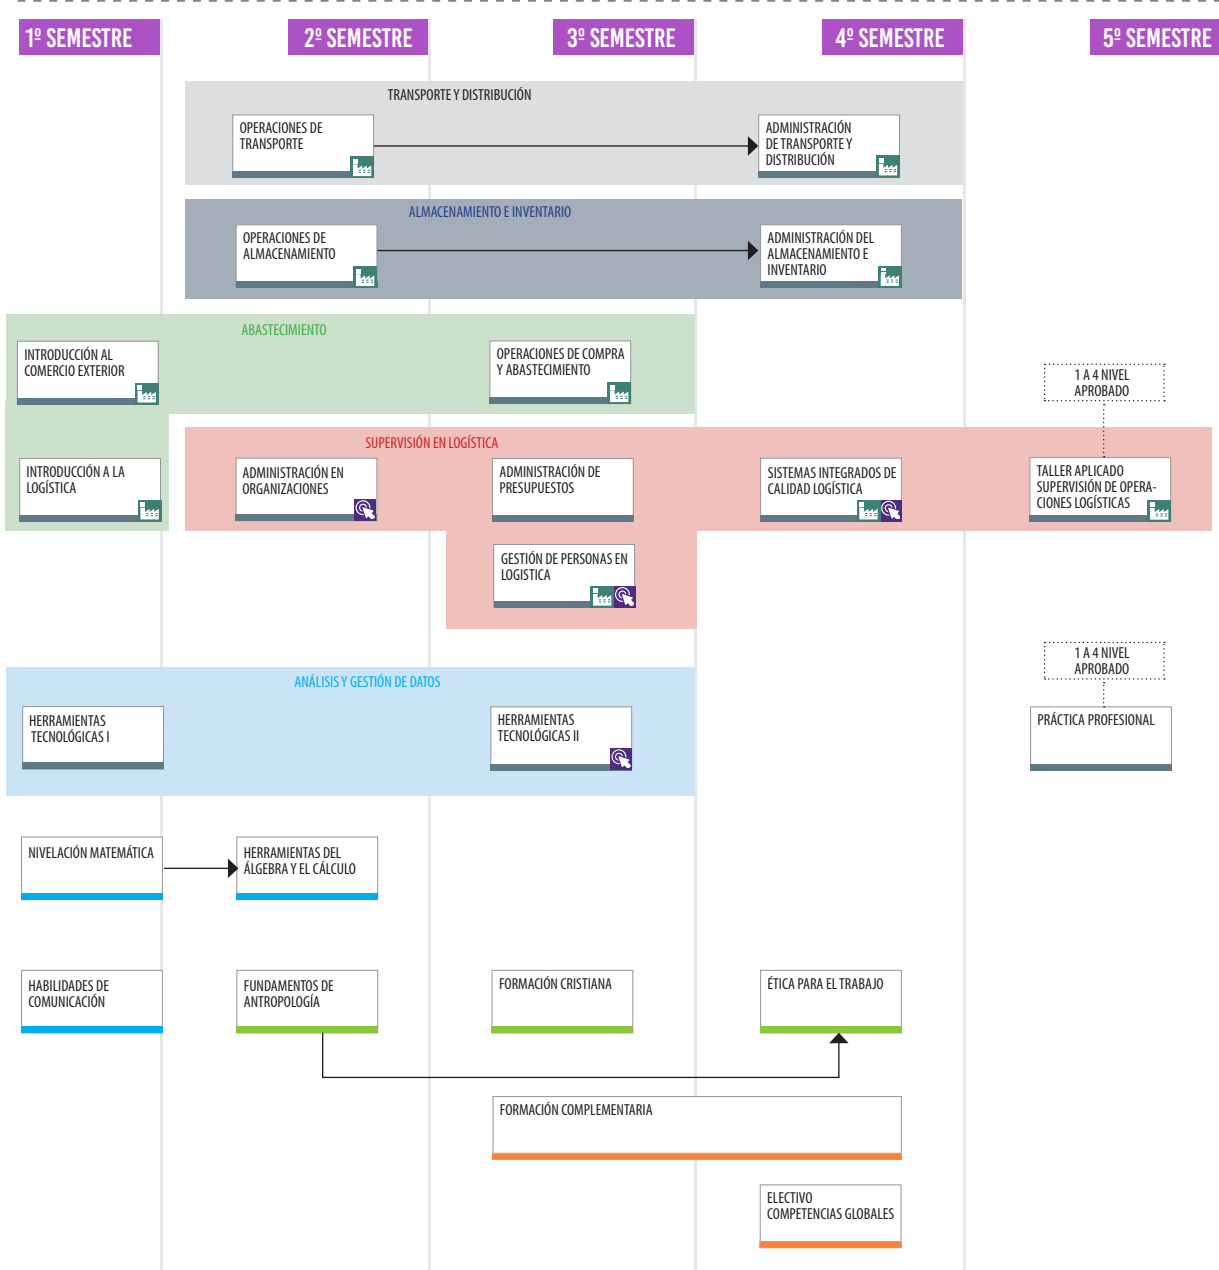 1º SEMESTRE
2º SEMESTRE
3º SEMESTRE
4º SEMESTRE
5º SEMESTRE
TRANSPORTE Y DISTRIBUCIÓN
OPERACIONES DE
TRANSPORTE
ADMINISTRACIÓN
DE TRANSPORTE Y
DISTRIBUCIÓN
ALMACENAMIENTO E INVENTARIO
OPERACIONES DE
ALMACENAMIENTO
ADMINISTRACIÓN DEL
ALMACENAMIENTO E
INVENTARIO
ABASTECIMIENTO
INTRODUCCIÓN AL
COMERCIO EXTERIOR
OPERACIONES DE COMPRA
Y ABASTECIMIENTO
1 A 4 NIVEL
APROBADO
SUPERVISIÓN EN LOGÍSTICA
INTRODUCCIÓN A LA
LOGÍSTICA
ADMINISTRACIÓN EN
ORGANIZACIONES
ADMINISTRACIÓN DE
PRESUPUESTOS
SISTEMAS INTEGRADOS DE
CALIDAD LOGÍSTICA
TALLER APLICADO
SUPERVISIÓN DE OPERA-
CIONES LOGÍSTICAS
GESTIÓN DE PERSONAS EN
LOGISTICA
1 A 4 NIVEL
APROBADO
ANÁLISIS Y GESTIÓN DE DATOS
HERRAMIENTAS
TECNOLÓGICAS I
HERRAMIENTAS
TECNOLÓGICAS II
PRÁCTICA PROFESIONAL
NIVELACIÓN MATEMÁTICA
HERRAMIENTAS DEL
ÁLGEBRA Y EL CÁLCULO
HABILIDADES DE
COMUNICACIÓN
FUNDAMENTOS DE
ANTROPOLOGÍA
FORMACIÓN CRISTIANA
ÉTICA PARA EL TRABAJO
FORMACIÓN COMPLEMENTARIA
ELECTIVO
COMPETENCIAS GLOBALES